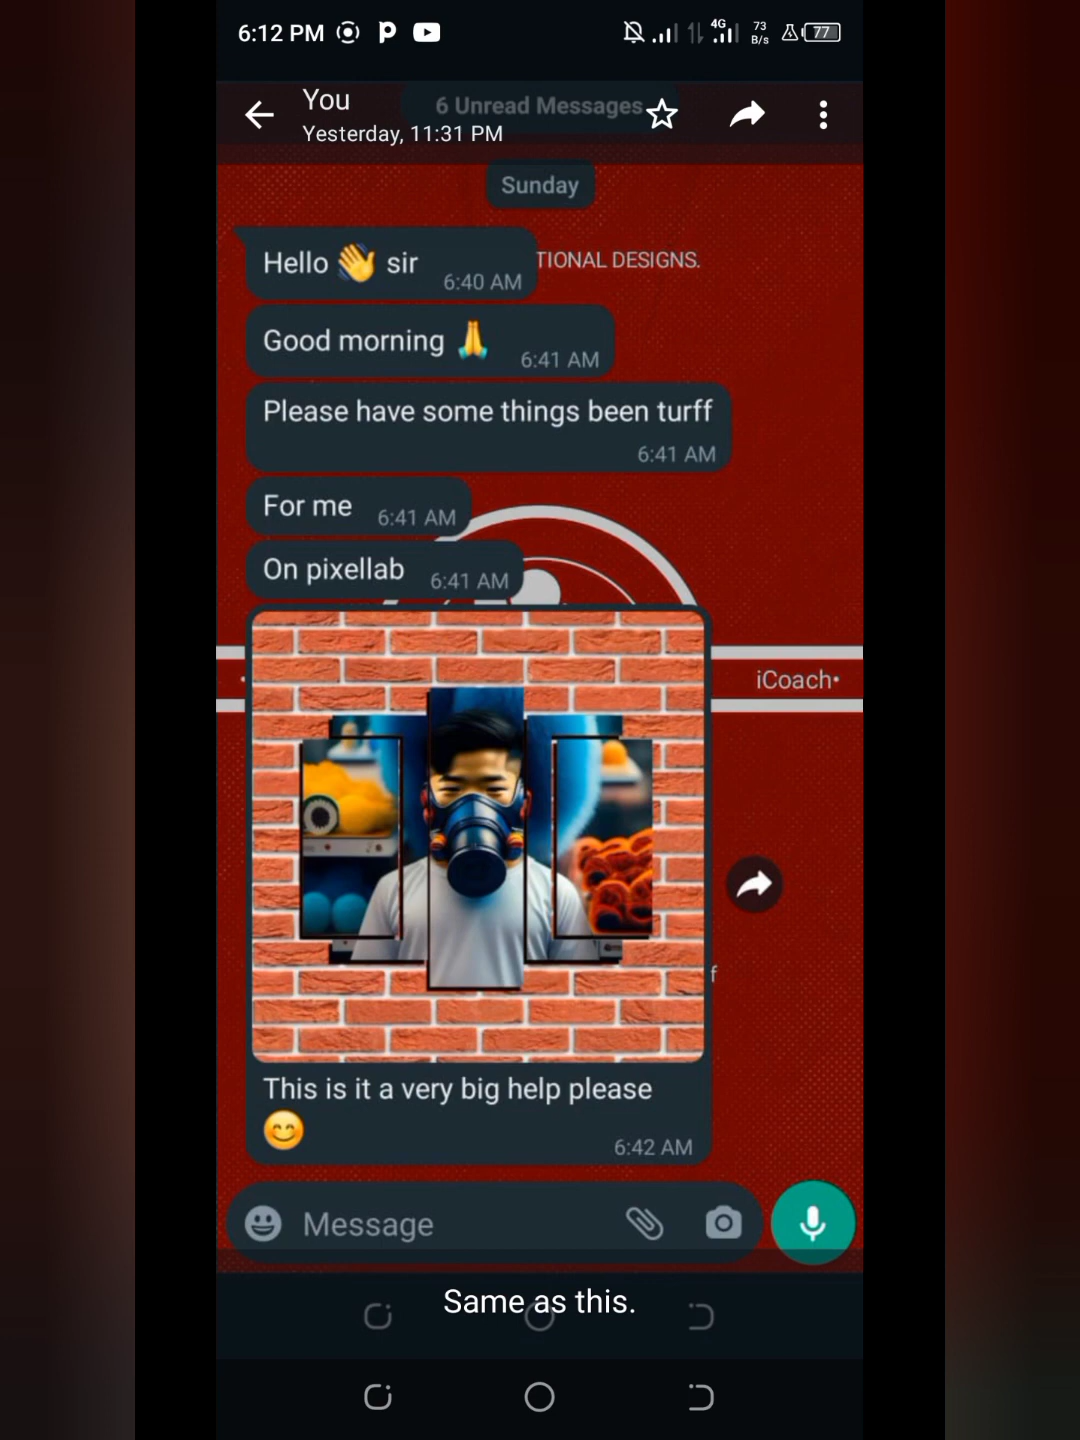 6:12 PM
4G
73
B/s
77
You
6 Unread Messages
Yesterday, 11:31 PM
Sunday
Hello 👋 sir
6:40 AM
TIONAL DESIGNS.
Good morning 🙏
6:41 AM
Please have some things been turff
6:41 AM
For me
6:41 AM
On pixellab
6:41 AM
iCoach•
f
This is it a very big help please
😊
6:42 AM
Message
Same as this.